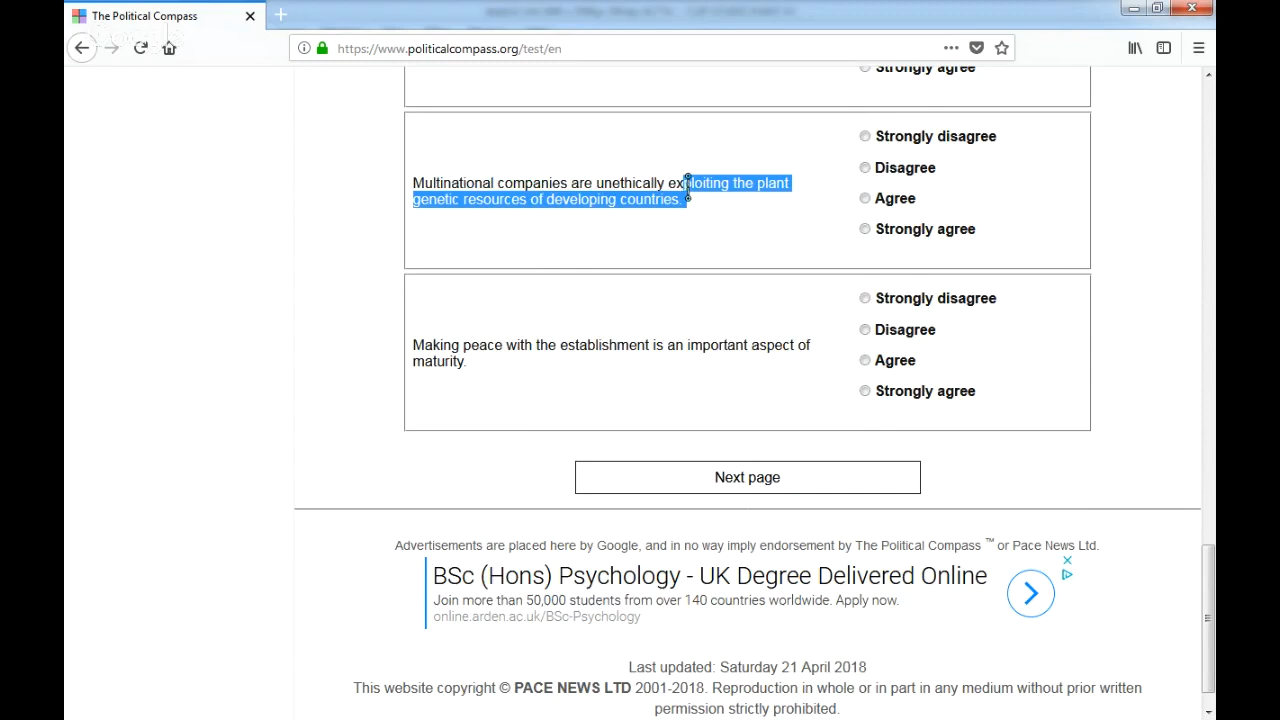 The Political Compass
https://www.politicalcompass.org/test/en
Strongly agree
Multinational companies are unethically exploiting the plant
genetic resources of developing countries.
Strongly disagree
Disagree
Agree
Strongly agree
Making peace with the establishment is an important aspect of
maturity.
Strongly disagree
Disagree
Agree
Strongly agree
Next page
Advertisements are placed here by Google, and in no way imply endorsement by The Political Compass ™ or Pace News Ltd.
BSc (Hons) Psychology - UK Degree Delivered Online
Join more than 50,000 students from over 140 countries worldwide. Apply now.
online.arden.ac.uk/BSc-Psychology
Last updated: Saturday 21 April 2018
This website copyright © PACE NEWS LTD 2001-2018. Reproduction in whole or in part in any medium without prior written
permission strictly prohibited.